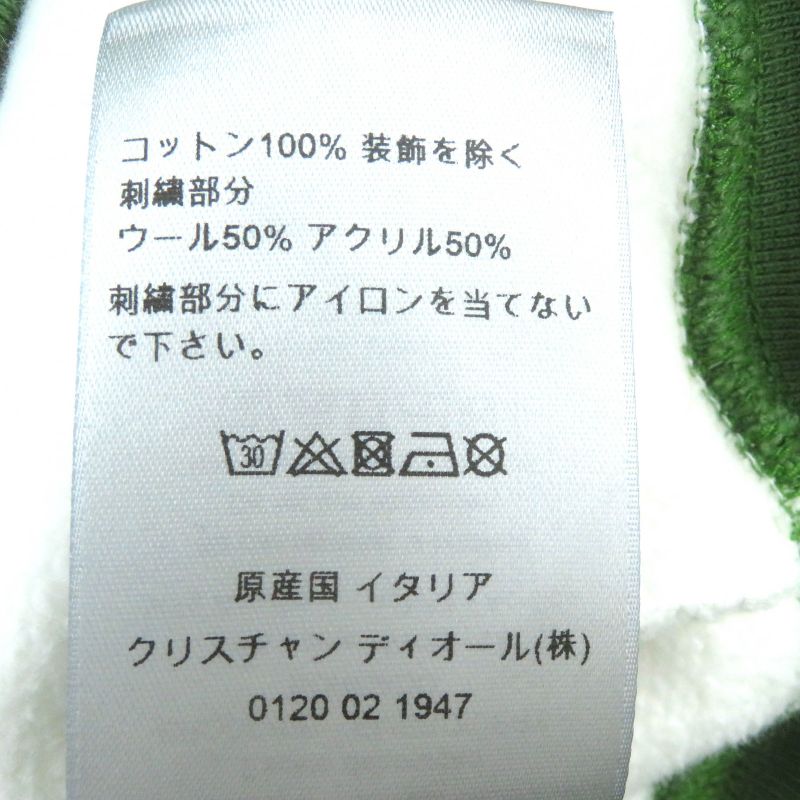 コットン100% 装飾を除く
刺繍部分
ウール50% アクリル50%
刺繍部分にアイロンを当てない
で下さい。
30
原産国 イタリア
クリスチャン ディオール(株)
0120 02 1947